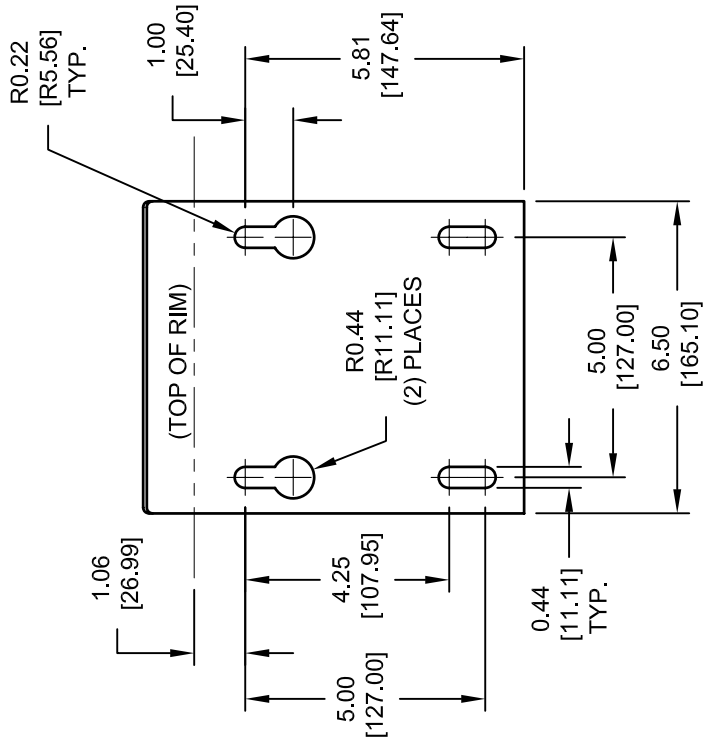 R0.22
[R5.56]
TYP.
1.00
[25.40]
5.81
[147.64]
(TOP OF RIM)
R0.44
[R11.11]
(2) PLACES
5.00
[127.00]
6.50
[165.10]
1.06
[26.99]
4.25
[107.95]
0.44
[11.11]
TYP.
5.00
[127.00]